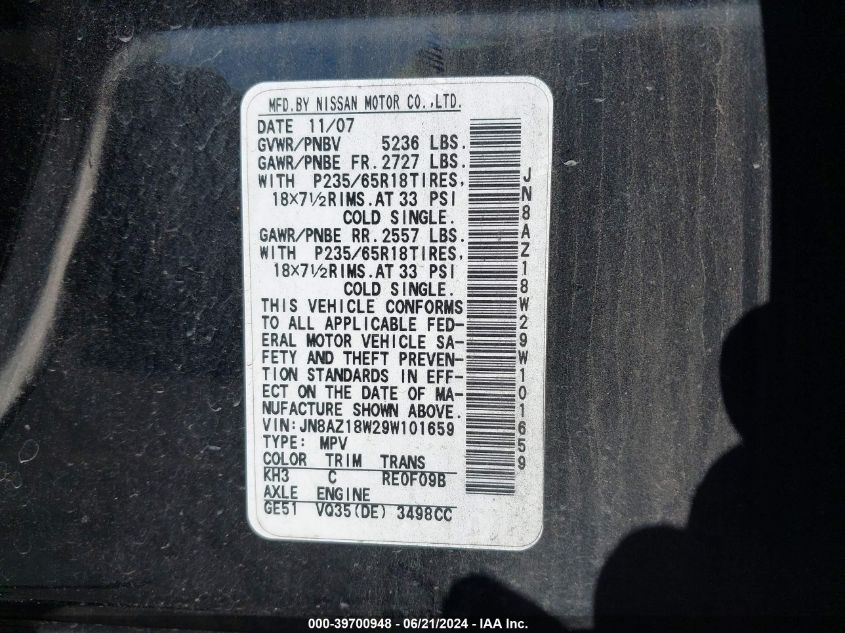 MFD.BY NISSAN MOTOR CO.,LTD.
DATE 11/07
GVWR/PNBV 5236 LBS.
GAWR/PNBE FR.2727 LBS.
WITH P235/65R18TIRES,
18×7½RIMS.AT 33 PSI
COLD SINGLE.
GAWR/PNBE RR.2557 LBS.
WITH P235/65R18TIRES,
18×7½RIMS.AT 33 PSI
COLD SINGLE.
THIS VEHICLE CONFORMS
TO ALL APPLICABLE FED-
ERAL MOTOR VEHICLE SA-
FETY AND THEFT PREVEN-
TION STANDARDS IN EFF-
ECT ON THE DATE OF MA-
NUFACTURE SHOWN ABOVE.
VIN:JN8AZ18W29W101659
TYPE: MPV
COLOR TRIM TRANS
KH3 C RE0F09B
AXLE ENGINE
GE51 VQ35(DE) 3498CC
JN8AZ18W29W101659
000-39700948 - 06/21/2024 - IAA Inc.